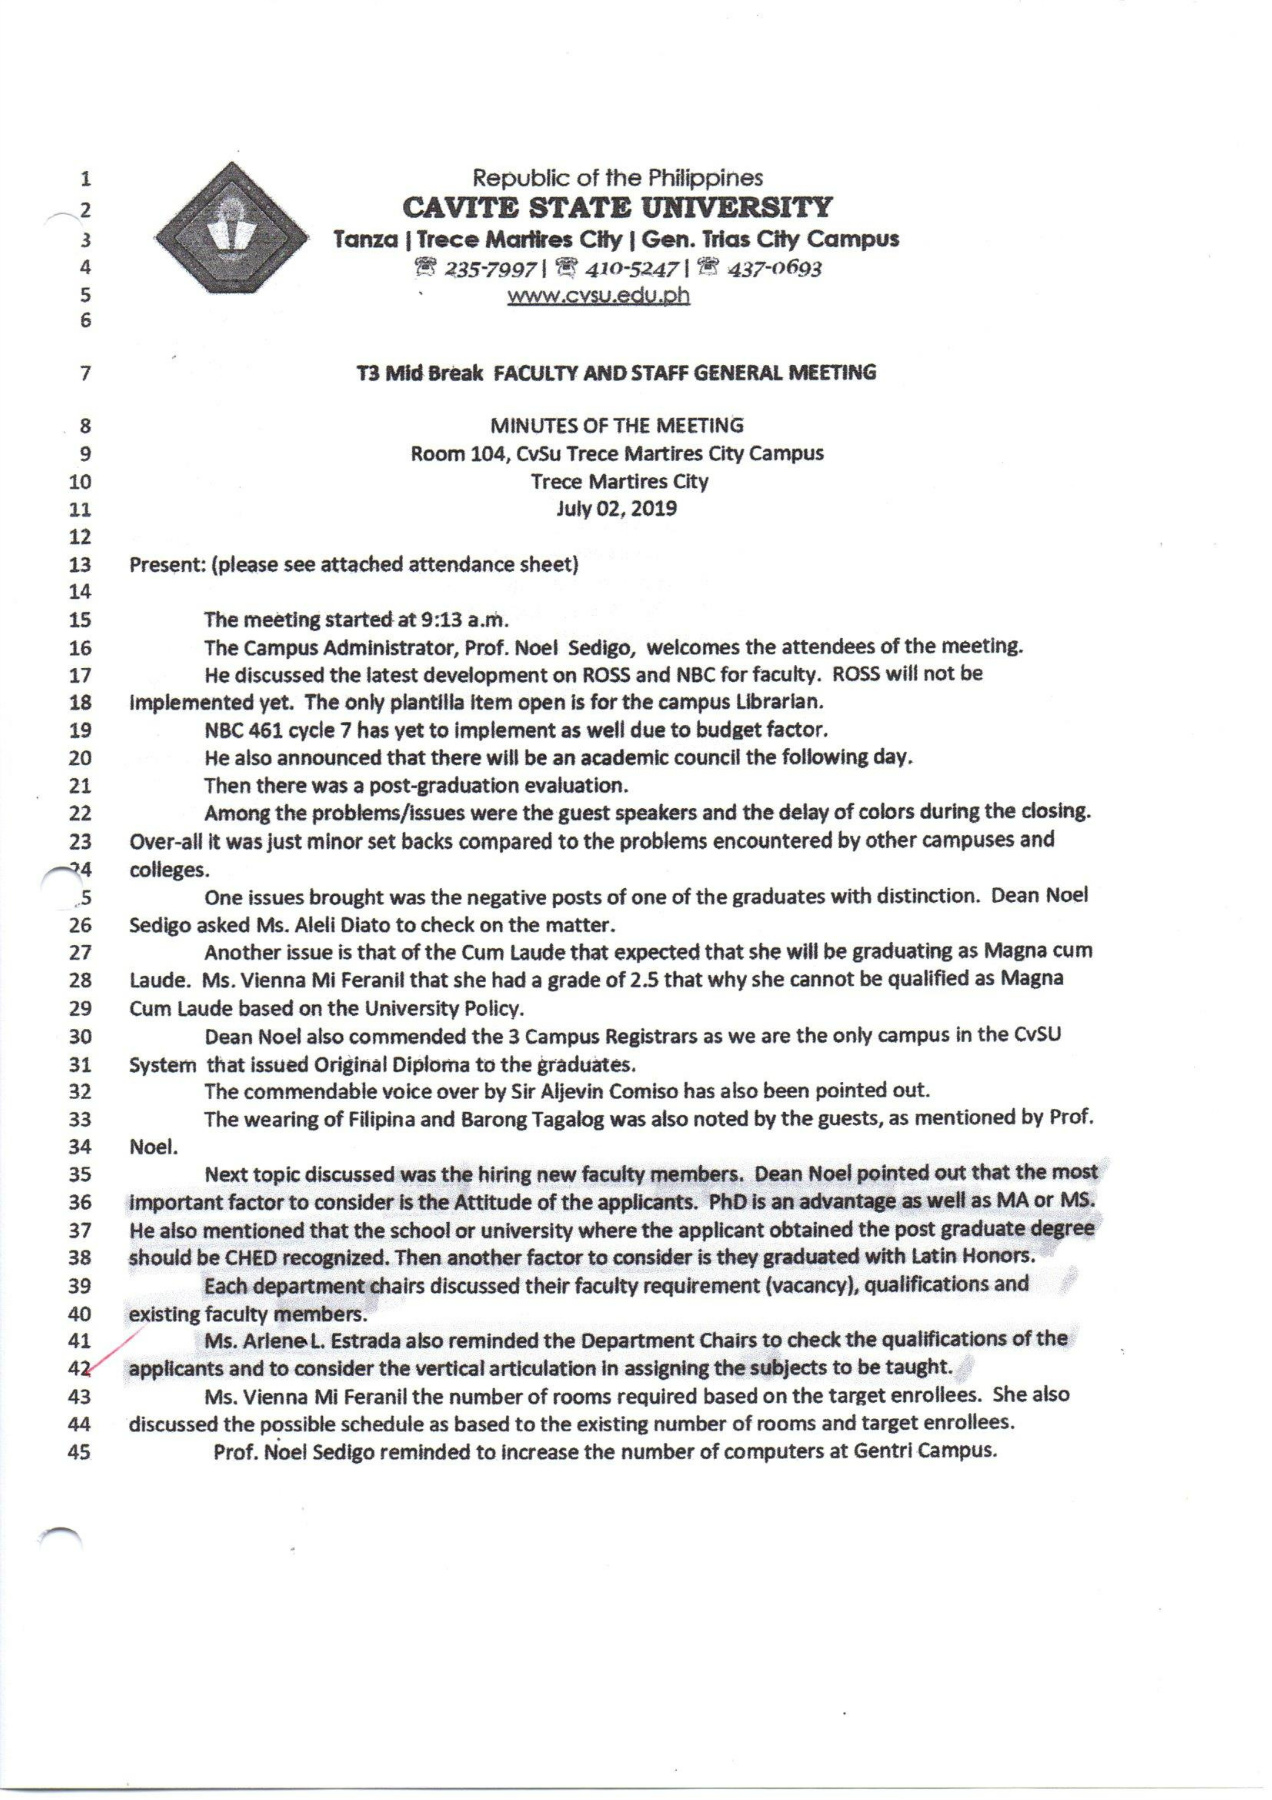 1 Republic of the Philippines
2 CAVITE STATE UNIVERSITY
3 Tanza | Trece Martires City | Gen. Trias City Campus
4 ☏ 235-7997 | ☏ 410-5247 | ☏ 437-0693
5 www.cvsu.edu.ph
6
7 T3 Mid Break FACULTY AND STAFF GENERAL MEETING
8 MINUTES OF THE MEETING
9 Room 104, CvSu Trece Martires City Campus
10 Trece Martires City
11 July 02, 2019
12
13 Present: (please see attached attendance sheet)
14
15 The meeting started at 9:13 a.m.
16 The Campus Administrator, Prof. Noel Sedigo, welcomes the attendees of the meeting.
17 He discussed the latest development on ROSS and NBC for faculty. ROSS will not be
18 implemented yet. The only plantilla item open is for the campus Librarian.
19 NBC 461 cycle 7 has yet to implement as well due to budget factor.
20 He also announced that there will be an academic council the following day.
21 Then there was a post-graduation evaluation.
22 Among the problems/issues were the guest speakers and the delay of colors during the closing.
23 Over-all it was just minor set backs compared to the problems encountered by other campuses and
24 colleges.
5 One issues brought was the negative posts of one of the graduates with distinction. Dean Noel
26 Sedigo asked Ms. Aleli Diato to check on the matter.
27 Another issue is that of the Cum Laude that expected that she will be graduating as Magna cum
28 Laude. Ms. Vienna Mi Feranil that she had a grade of 2.5 that why she cannot be qualified as Magna
29 Cum Laude based on the University Policy.
30 Dean Noel also commended the 3 Campus Registrars as we are the only campus in the CvSU
31 System that issued Original Diploma to the graduates.
32 The commendable voice over by Sir Aljevin Comiso has also been pointed out.
33 The wearing of Filipina and Barong Tagalog was also noted by the guests, as mentioned by Prof.
34 Noel.
35 Next topic discussed was the hiring new faculty members. Dean Noel pointed out that the most
36 important factor to consider is the Attitude of the applicants. PhD is an advantage as well as MA or MS.
37 He also mentioned that the school or university where the applicant obtained the post graduate degree
38 should be CHED recognized. Then another factor to consider is they graduated with Latin Honors.
39 Each department chairs discussed their faculty requirement (vacancy), qualifications and
40 existing faculty members.
41 Ms. Arlene L. Estrada also reminded the Department Chairs to check the qualifications of the
42 applicants and to consider the vertical articulation in assigning the subjects to be taught.
43 Ms. Vienna Mi Feranil the number of rooms required based on the target enrollees. She also
44 discussed the possible schedule as based to the existing number of rooms and target enrollees.
45 Prof. Noel Sedigo reminded to increase the number of computers at Gentri Campus.